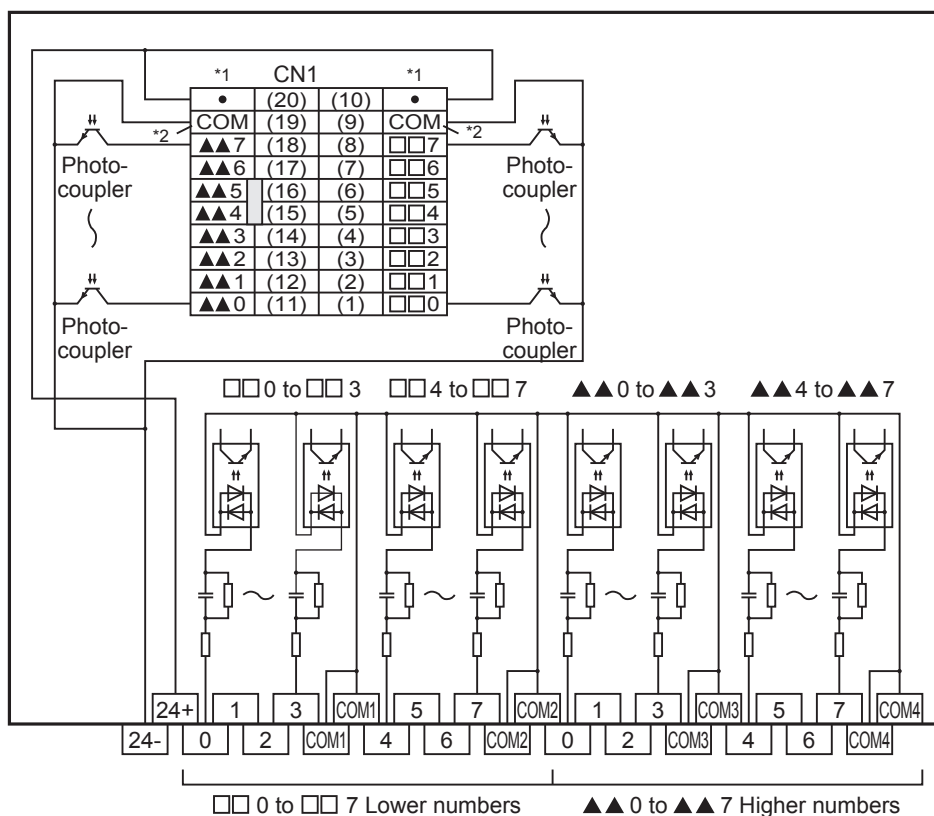 *1 CN1 *1
• (20) (10) •
COM (19) (9) COM
*2 *2
▲▲7 (18) (8) □□7
▲▲6 (17) (7) □□6
▲▲5 (16) (6) □□5
▲▲4 (15) (5) □□4
▲▲3 (14) (4) □□3
▲▲2 (13) (3) □□2
▲▲1 (12) (2) □□1
▲▲0 (11) (1) □□0
Photo-
coupler
Photo-
coupler
Photo-
coupler
Photo-
coupler
□□ 0 to □□ 3 □□ 4 to □□ 7 ▲▲ 0 to ▲▲ 3 ▲▲ 4 to ▲▲ 7
24+ 1 3 COM1 5 7 COM2 1 3 COM3 5 7 COM4
24- 0 2 COM1 4 6 COM2 0 2 COM3 4 6 COM4
□□ 0 to □□ 7 Lower numbers ▲▲ 0 to ▲▲ 7 Higher numbers